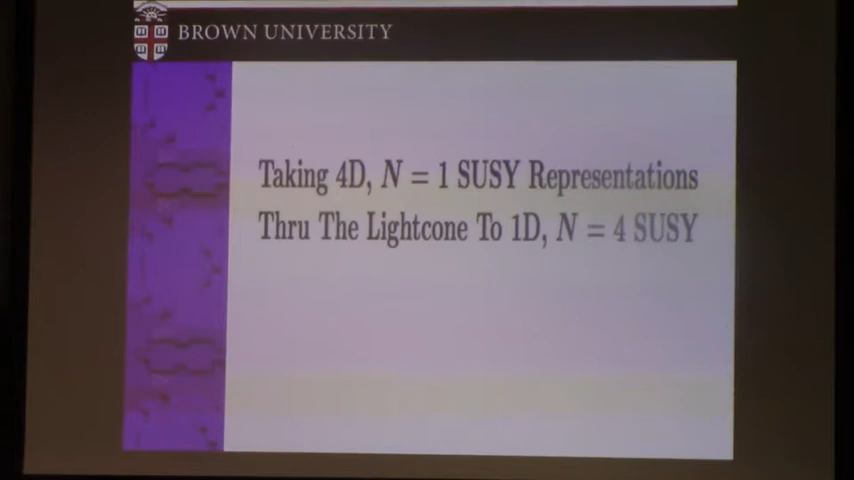 BROWN UNIVERSITY
Taking 4D, N = 1 SUSY Representations
Thru The Lightcone To 1D, N = 4 SUSY